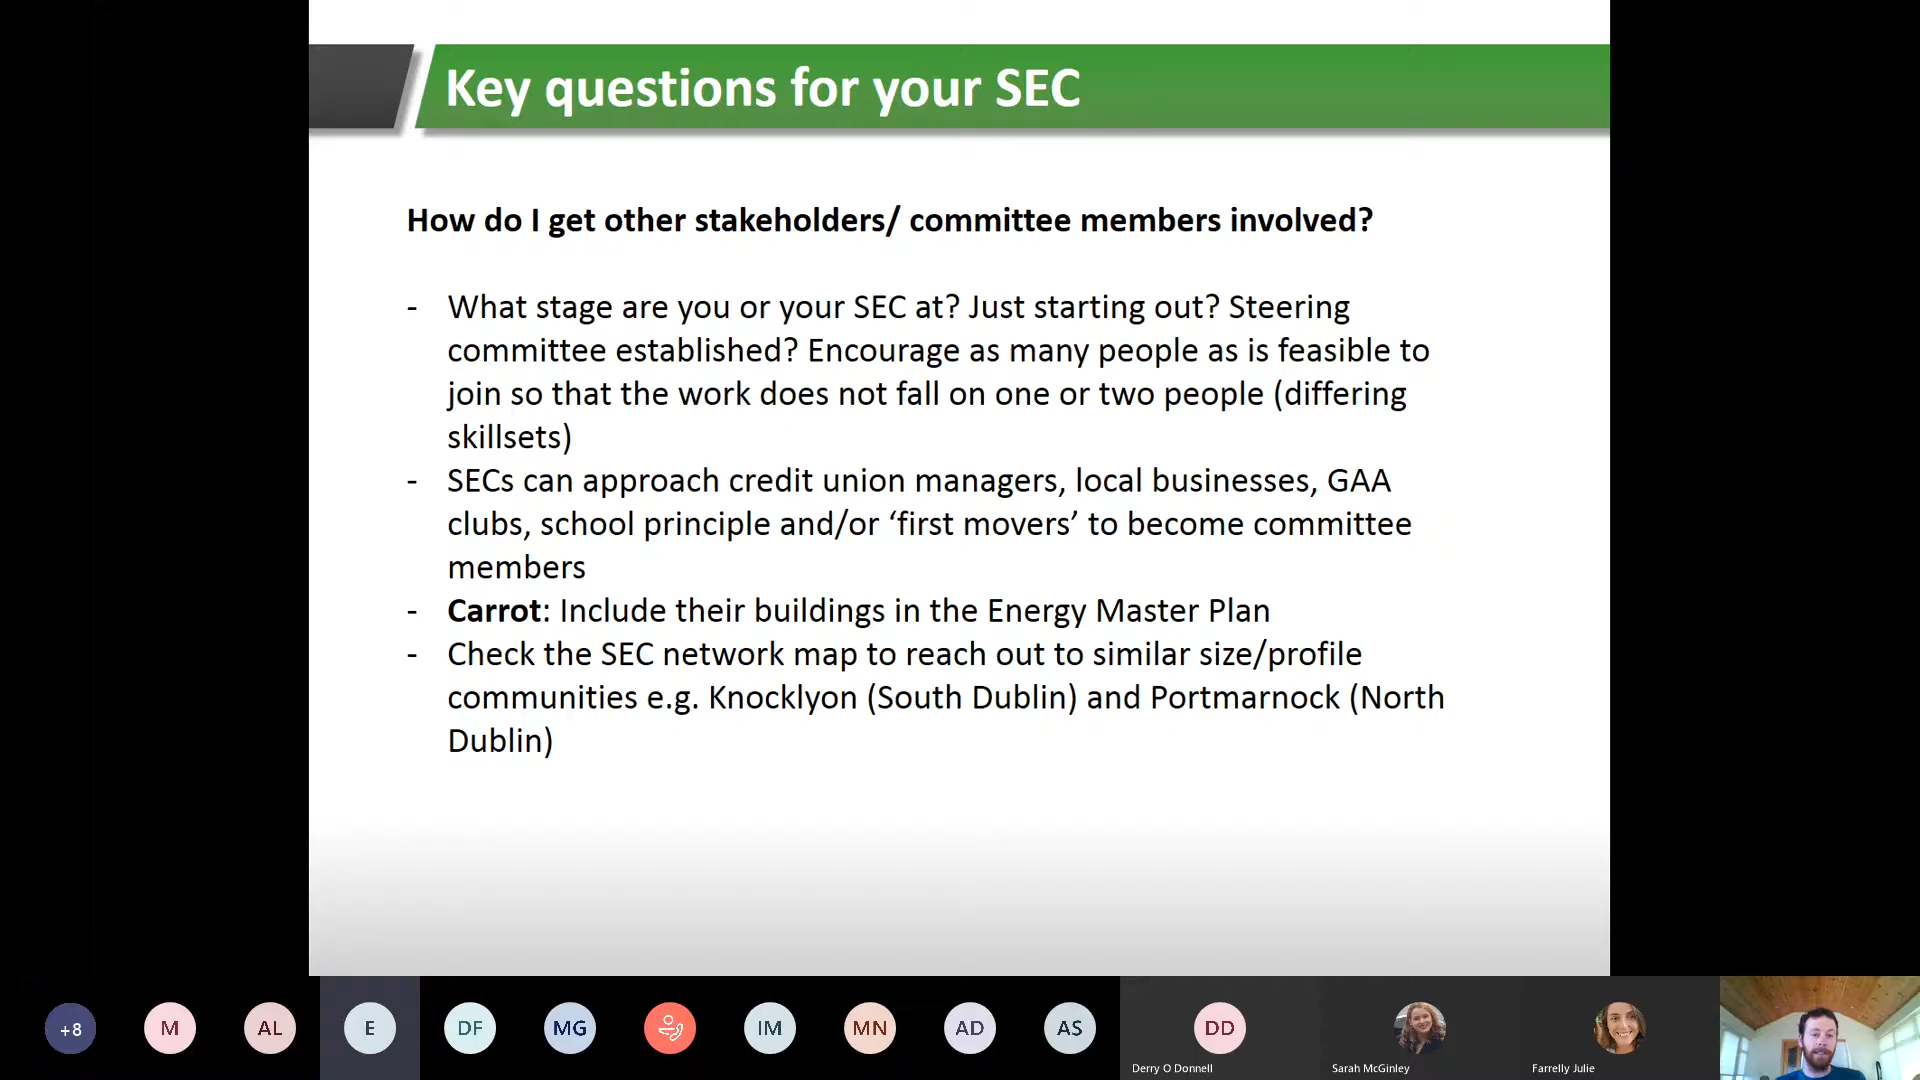 Key questions for your SEC
How do I get other stakeholders/ committee members involved?
- What stage are you or your SEC at? Just starting out? Steering
committee established? Encourage as many people as is feasible to
join so that the work does not fall on one or two people (differing
skillsets)
- SECs can approach credit union managers, local businesses, GAA
clubs, school principle and/or ‘first movers’ to become committee
members
- Carrot: Include their buildings in the Energy Master Plan
- Check the SEC network map to reach out to similar size/profile
communities e.g. Knocklyon (South Dublin) and Portmarnock (North
Dublin)
+8 M AL E DF MG IM MN AD AS DD
Derry O Donnell Sarah McGinley Farrelly Julie